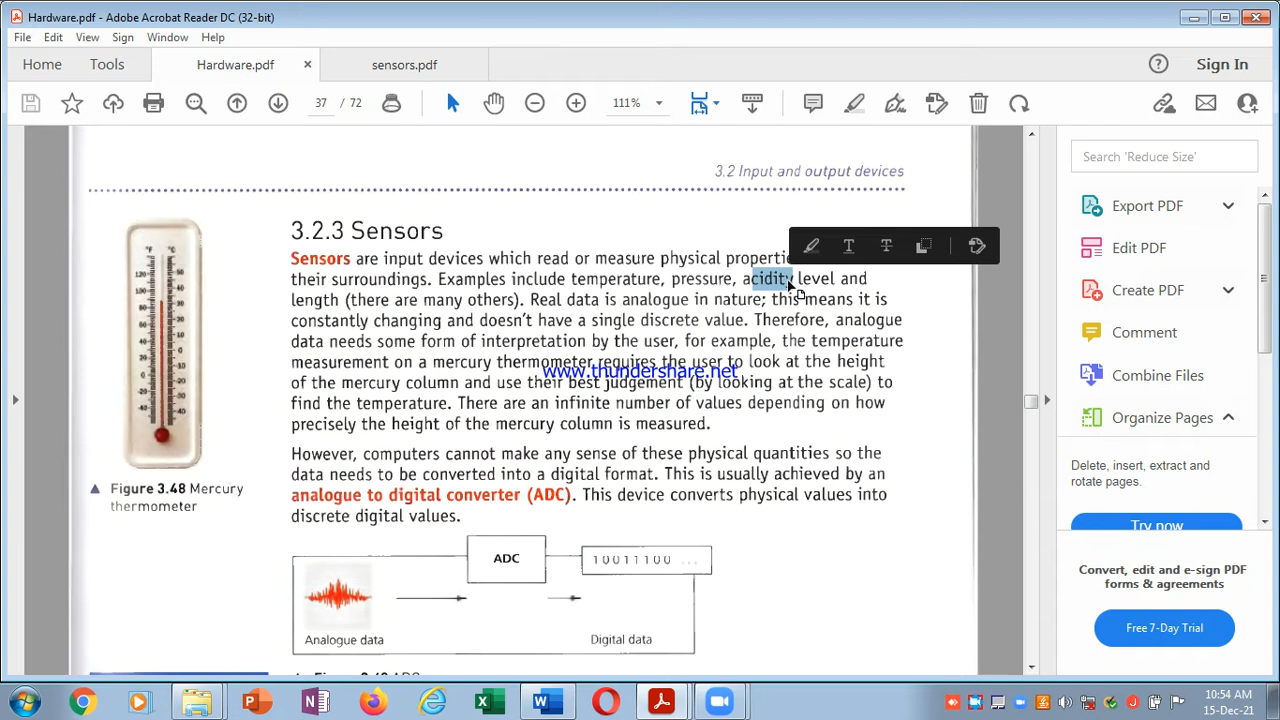 Hardware.pdf - Adobe Acrobat Reader DC (32-bit)
File Edit View Sign Window Help
Home Tools Hardware.pdf × sensors.pdf Sign In
37 / 72 111%
3.2 Input and output devices
3.2.3 Sensors
Sensors are input devices which read or measure physical
their surroundings. Examples include temperature, pressure, acidity level and
length (there are many others). Real data is analogue in nature; this means it is
constantly changing and doesn't have a single discrete value. Therefore, analogue
data needs some form of interpretation by the user, for example, the temperature
measurement on a mercury thermometer requires the user to look at the height
www.thundershare.net
of the mercury column and use their best judgement (by looking at the scale) to
find the temperature. There are an infinite number of values depending on how
precisely the height of the mercury column is measured.
However, computers cannot make any sense of these physical quantities so the
data needs to be converted into a digital format. This is usually achieved by an
analogue to digital converter (ADC). This device converts physical values into
discrete digital values.
°F °C
▲ Figure 3.48 Mercury
thermometer
ADC
10011100 ...
Analogue data
Digital data
Search 'Reduce Size'
Export PDF
Edit PDF
Create PDF
Comment
Combine Files
Organize Pages
Delete, insert, extract and
rotate pages.
Try now
Convert, edit and e-sign PDF
forms & agreements
Free 7-Day Trial
10:54 AM
15-Dec-21